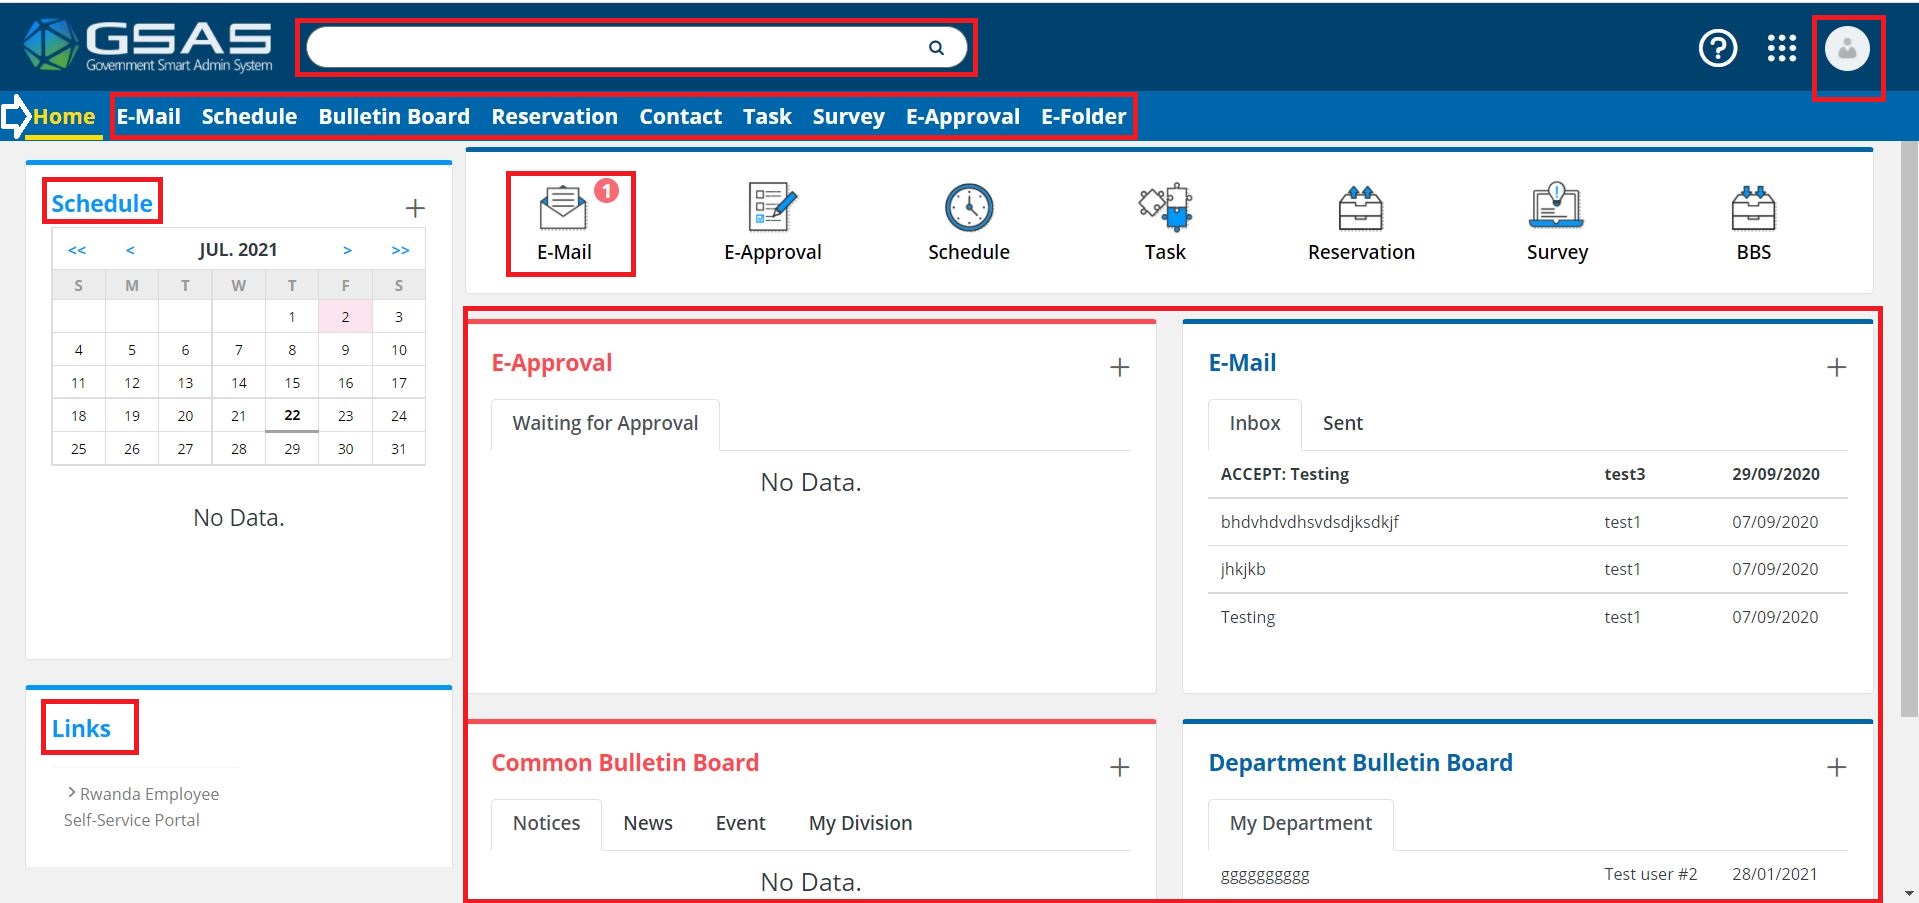 GSAS
Government Smart Admin System
Home E-Mail Schedule Bulletin Board Reservation Contact Task Survey E-Approval E-Folder
Schedule
<< < JUL. 2021 > >>
S M T W T F S
1 2 3
4 5 6 7 8 9 10
11 12 13 14 15 16 17
18 19 20 21 22 23 24
25 26 27 28 29 30 31
No Data.
Links
> Rwanda Employee
Self-Service Portal
1
E-Mail E-Approval Schedule Task Reservation Survey BBS
E-Approval
Waiting for Approval
No Data.
E-Mail
Inbox Sent
ACCEPT: Testing test3 29/09/2020
bhdvhdvdhsvdsdjksdkjf test1 07/09/2020
jhkjkb test1 07/09/2020
Testing test1 07/09/2020
Common Bulletin Board
Notices News Event My Division
No Data.
Department Bulletin Board
My Department
gggggggggg Test user #2 28/01/2021